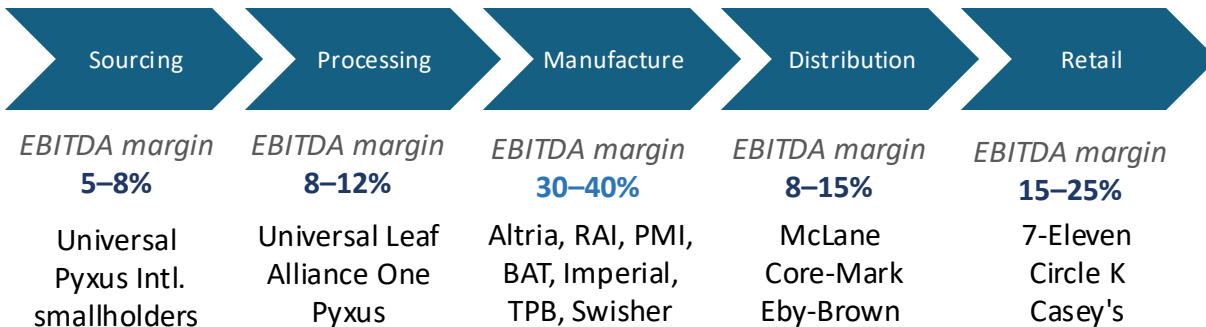 Sourcing
Processing
Manufacture
Distribution
Retail
EBITDA margin
5–8%
Universal
Pyxus Intl.
smallholders
EBITDA margin
8–12%
Universal Leaf
Alliance One
Pyxus
EBITDA margin
30–40%
Altria, RAI, PMI,
BAT, Imperial,
TPB, Swisher
EBITDA margin
8–15%
McLane
Core-Mark
Eby-Brown
EBITDA margin
15–25%
7-Eleven
Circle K
Casey's